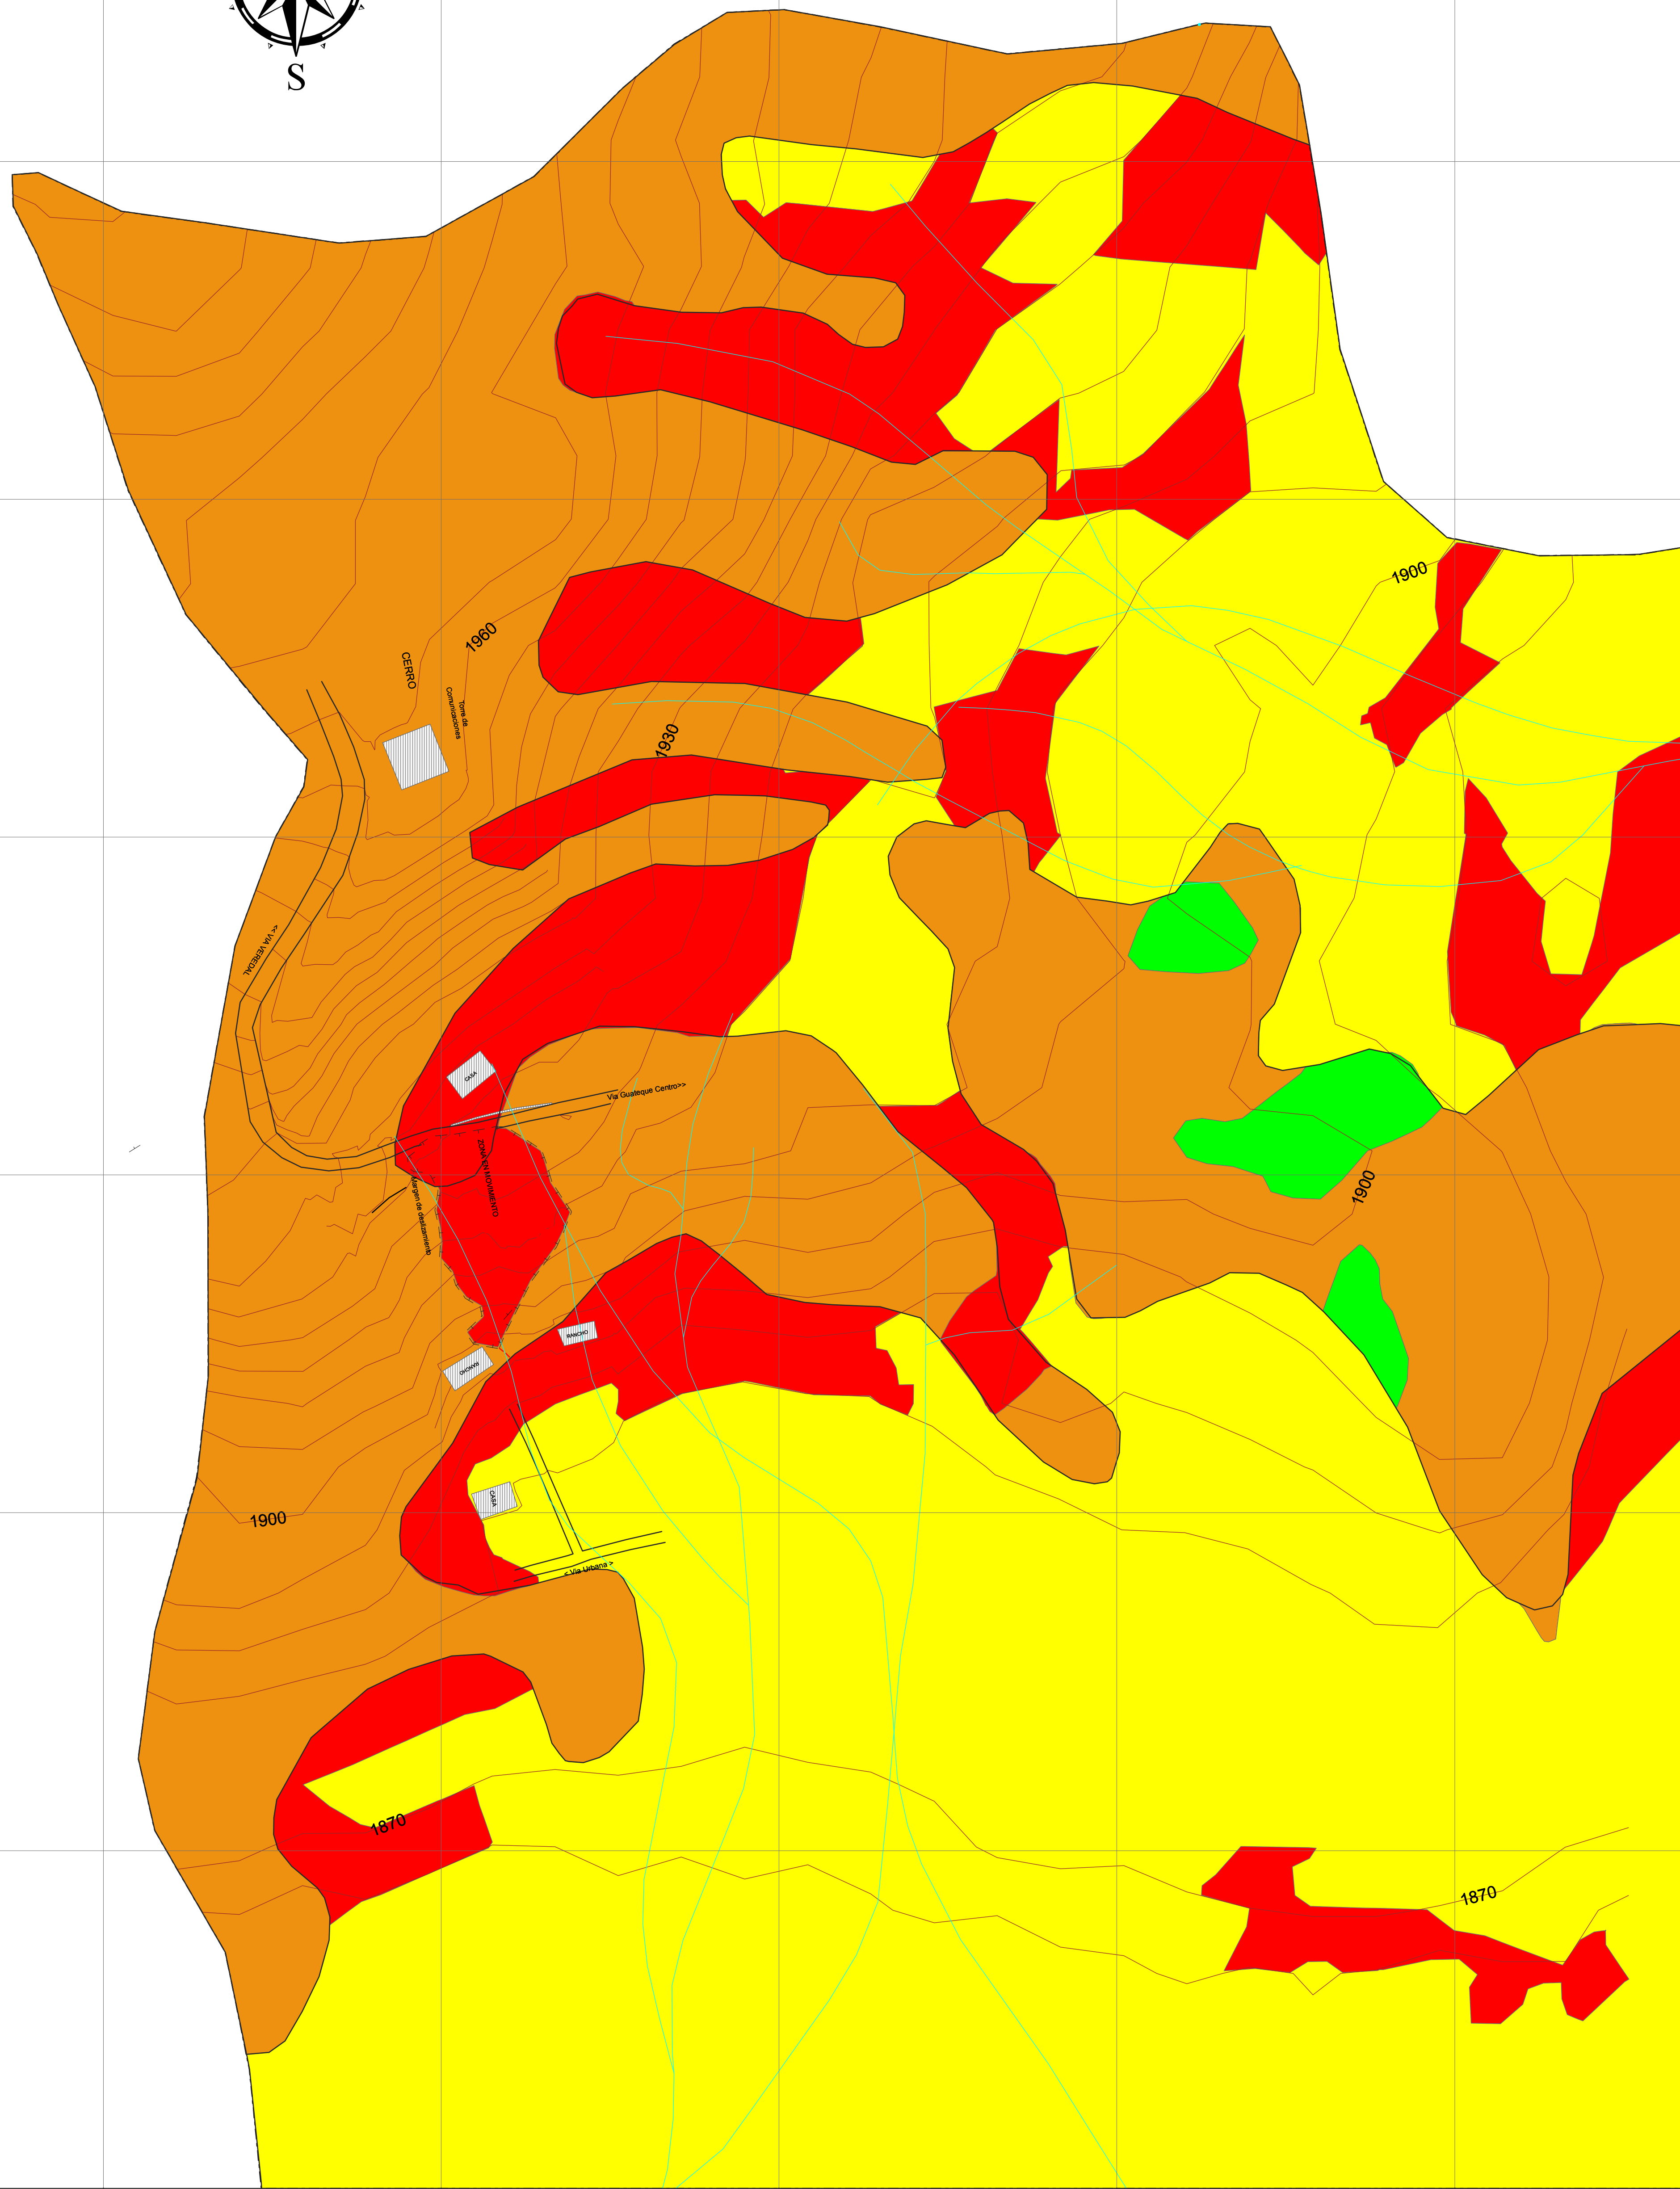 S
1900
1960
CERRO
Torre de
Comunicaciones
1930
<< VIA VEREDAL
CASA
Via Guateque Centro>>
ZONA EN MOVIMIENTO
Margen de deslizamiento
1900
RANCHO
RANCHO
CASA
1900
< Via Urbana >
1870
1870